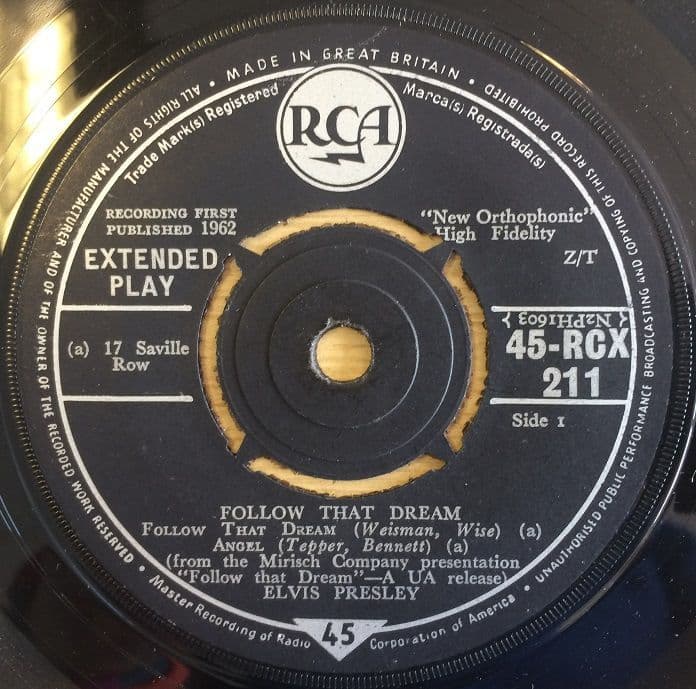 ALL RIGHTS OF THE MANUFACTURER AND OF THE OWNER OF THE RECORDED WORK RESERVED •
• MADE IN GREAT BRITAIN •
UNAUTHORISED PUBLIC PERFORMANCE BROADCASTING AND COPYING OF THIS RECORD PROHIBITED
Trade Mark(s) Registered
RCA
Marca(s) Registrada(s)
RECORDING FIRST
PUBLISHED 1962
EXTENDED
PLAY
"New Orthophonic"
High Fidelity
Z/T
(a) 17 Saville
Row
{ N2PH1603 }
45-RCX
211
Side 1
FOLLOW THAT DREAM
FOLLOW THAT DREAM (Weisman, Wise) (a)
ANGEL (Tepper, Bennett) (a)
(from the Mirisch Company presentation
"Follow that Dream"—A UA release)
ELVIS PRESLEY
• Master Recording of Radio Corporation of America •
45